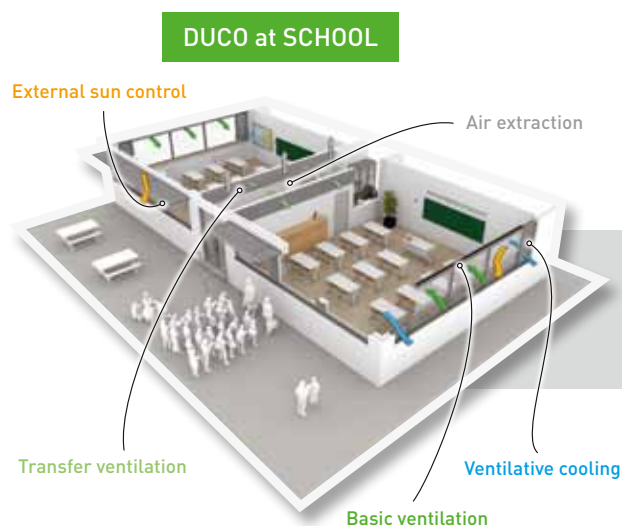 DUCO at SCHOOL
External sun control
Air extraction
Transfer ventilation
Ventilative cooling
Basic ventilation